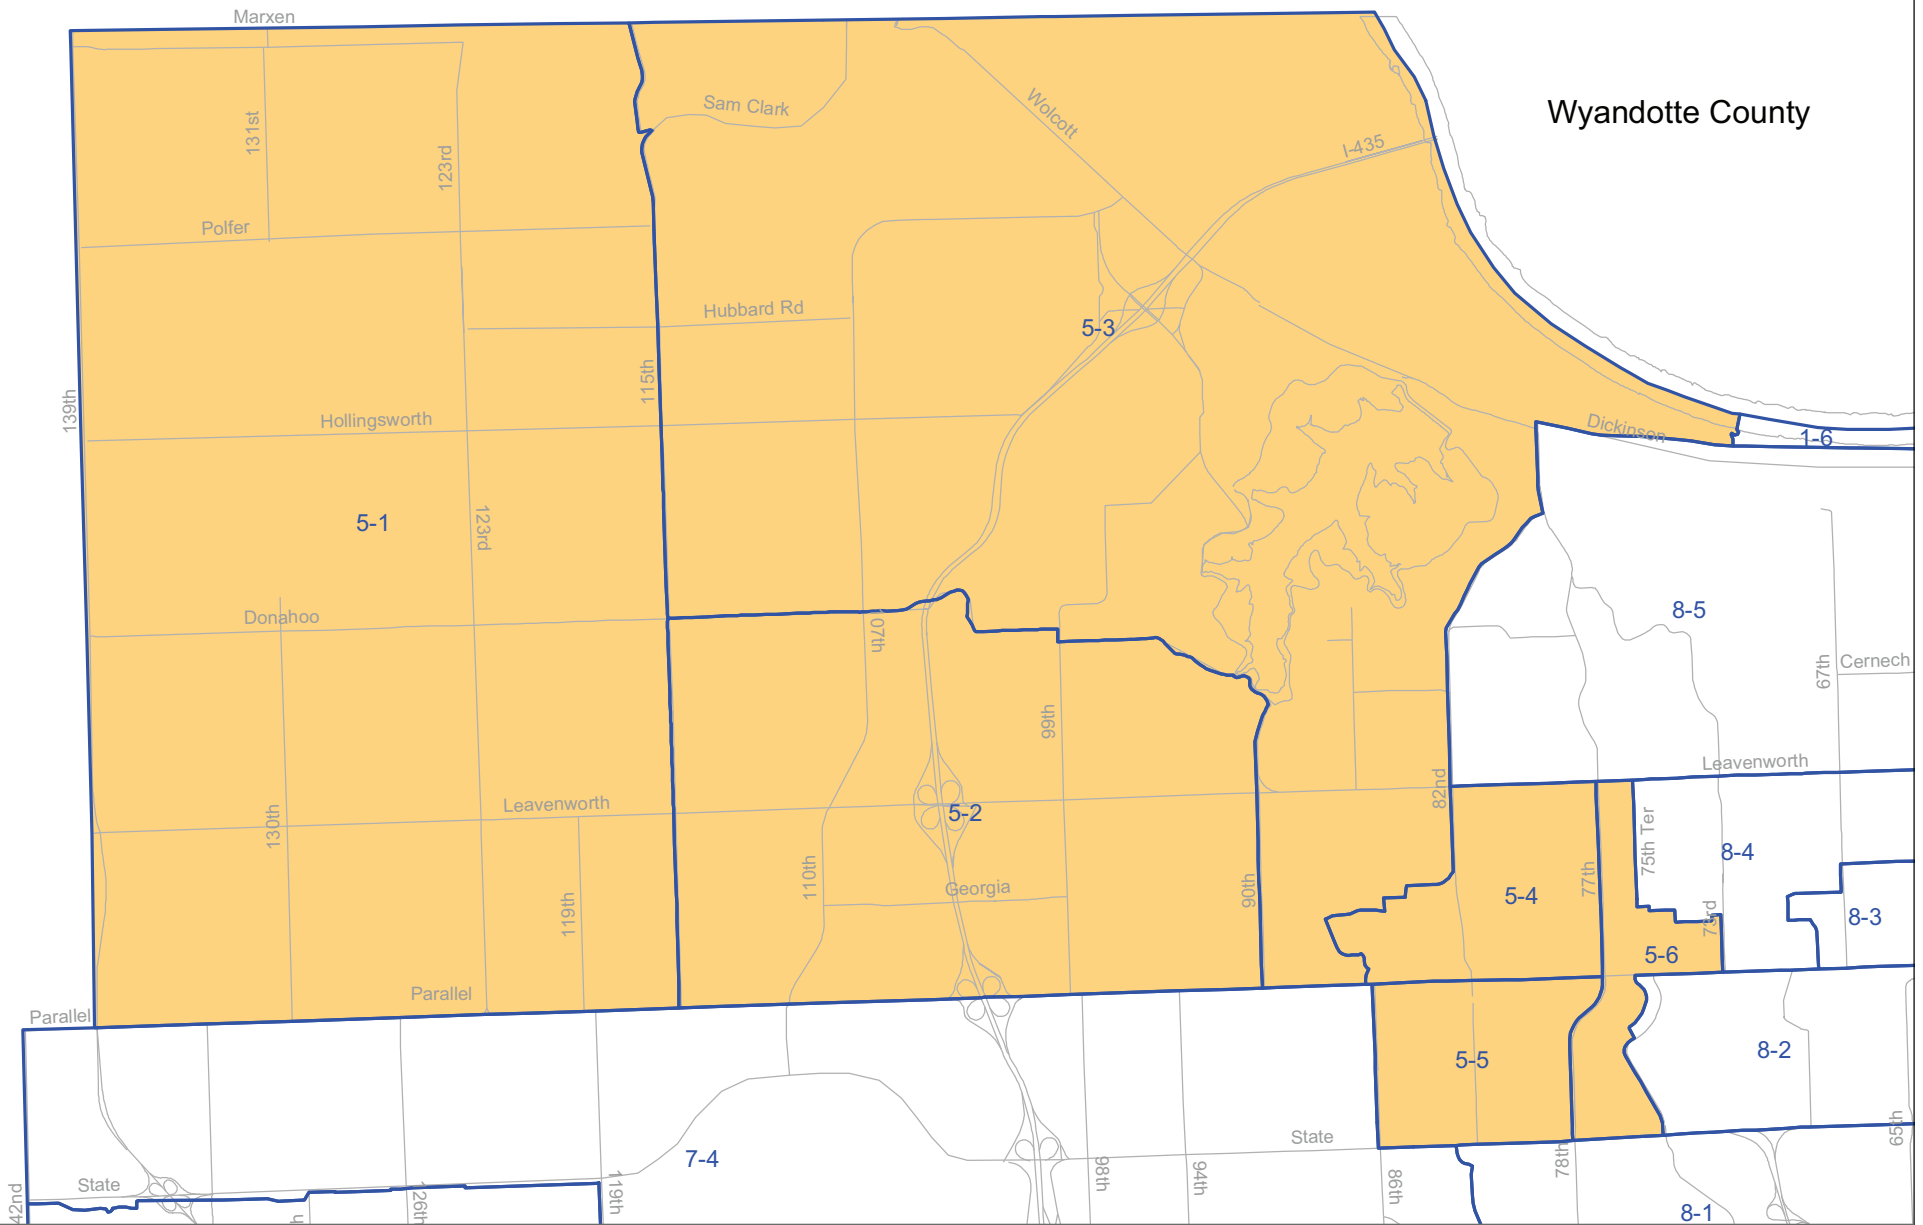 Marxen
Wyandotte County
Sam Clark
Wolcott
131st
123rd
I-435
Polfer
Hubbard Rd
5-3
115th
139th
Hollingsworth
Dickinson
1-6
5-1
123rd
8-5
Donahoo
07th
67th
Cernech
99th
Leavenworth
82nd
Leavenworth
130th
5-2
75th Ter
8-4
110th
Georgia
90th
77th
5-4
119th
73rd
8-3
5-6
Parallel
Parallel
5-5
8-2
65th
State
7-4
78th
98th
94th
86th
State
42nd
126th
119th
h
8-1